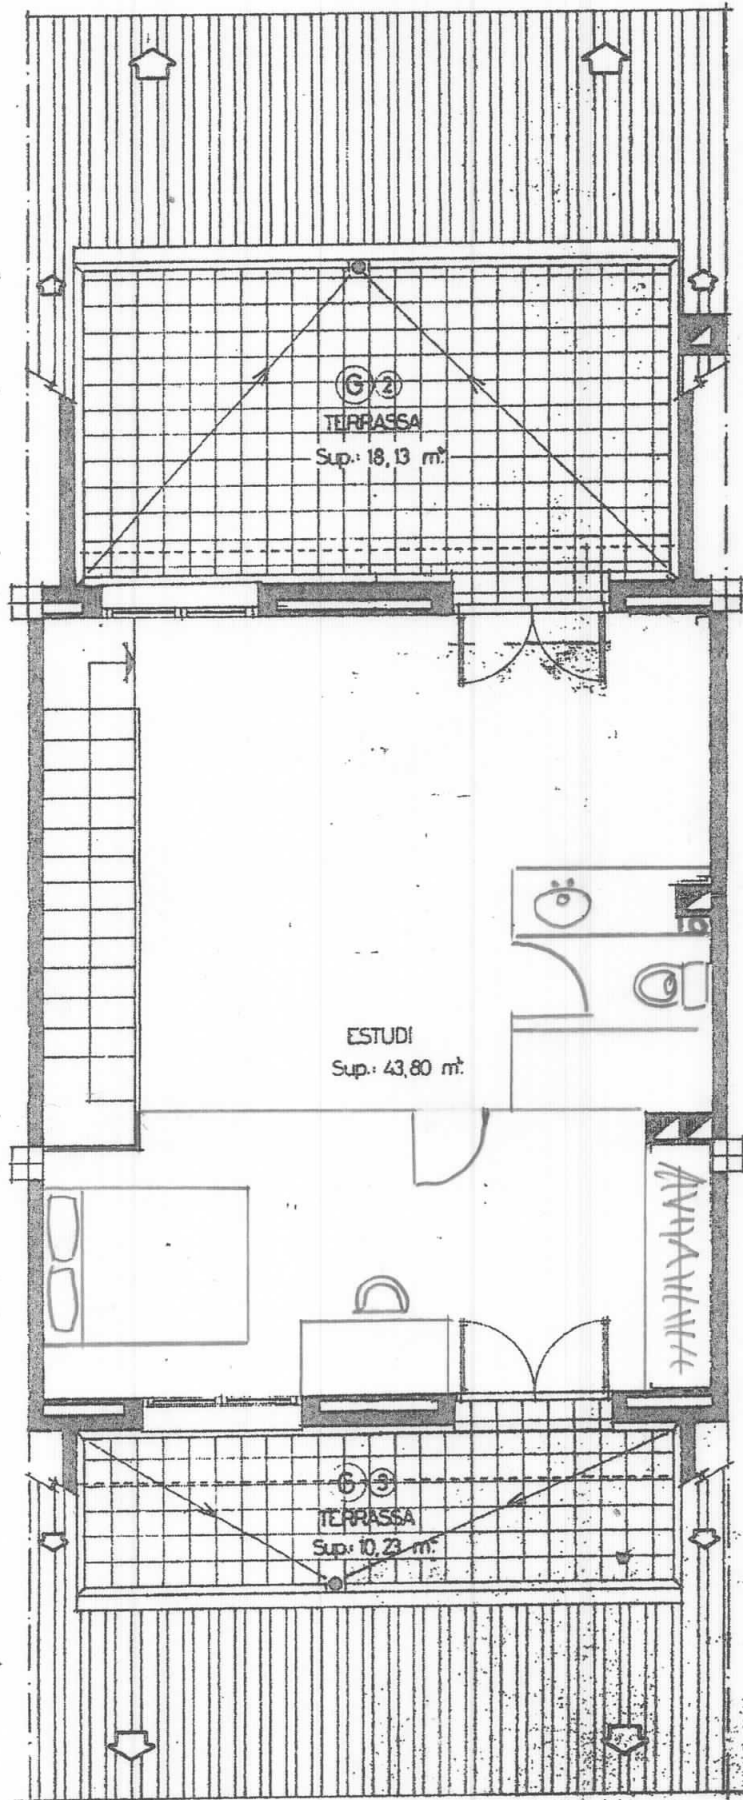 G 2
TERRASSA
Sup.: 18,13 m²
ESTUDI
Sup.: 43,80 m²
G 3
TERRASSA
Sup.: 10,23 m²